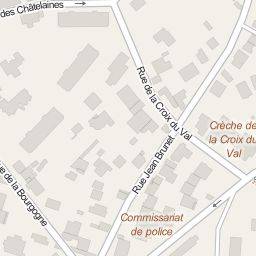 des Châtelaines
Rue de la Croix du Val
Crèche de
la Croix du
Val
Rue Jean Brunet
Rue de la Bourgogne
Commissariat
de police